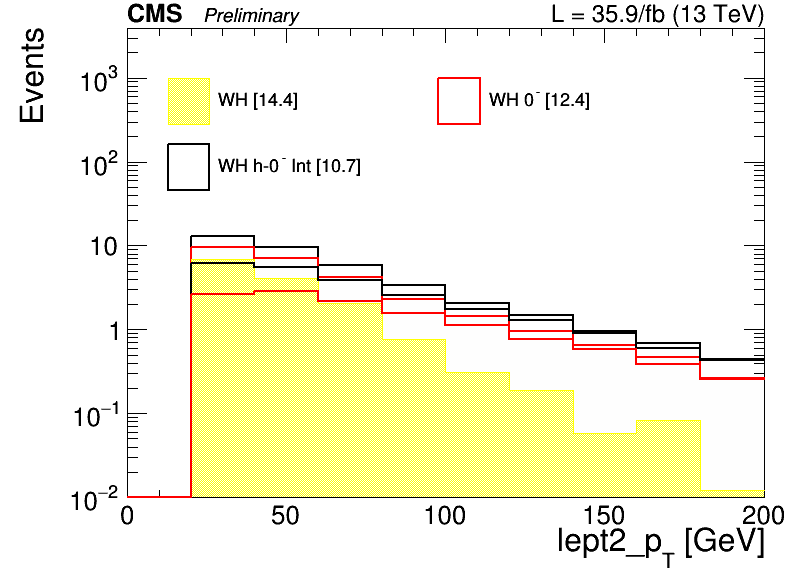 CMS Preliminary L = 35.9/fb (13 TeV)
Events
10³
10²
10
1
10⁻¹
10⁻²
WH [14.4]
WH 0⁻ [12.4]
WH h-0⁻ Int [10.7]
0 50 100 150 200
lept2_p_T [GeV]